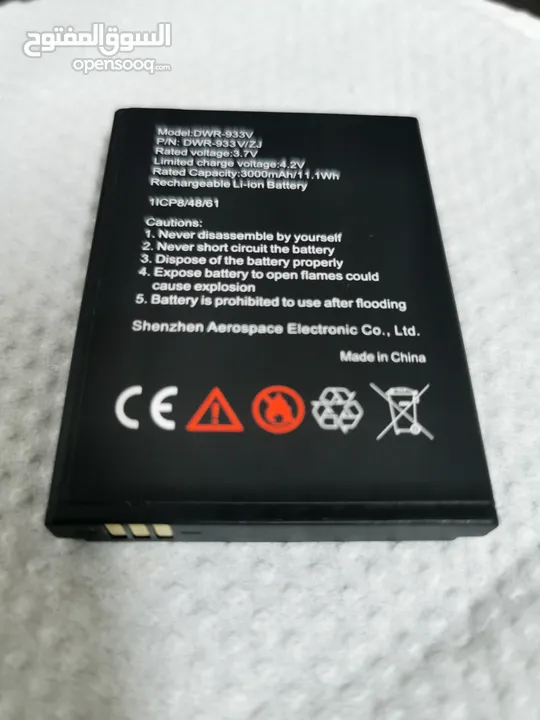 السوق المفتوح
opensooq.com
Model:DWR-933V
P/N: DWR-933V/ZJ
Rated voltage:3.7V
Limited charge voltage:4.2V
Rated Capacity:3000mAh/11.1Wh
Rechargeable Li-ion Battery
1ICP8/48/61
Cautions:
1. Never disassemble by yourself
2. Never short circuit the battery
3. Dispose of the battery properly
4. Expose battery to open flames could
cause explosion
5. Battery is prohibited to use after flooding
Shenzhen Aerospace Electronic Co., Ltd.
Made in China
CE